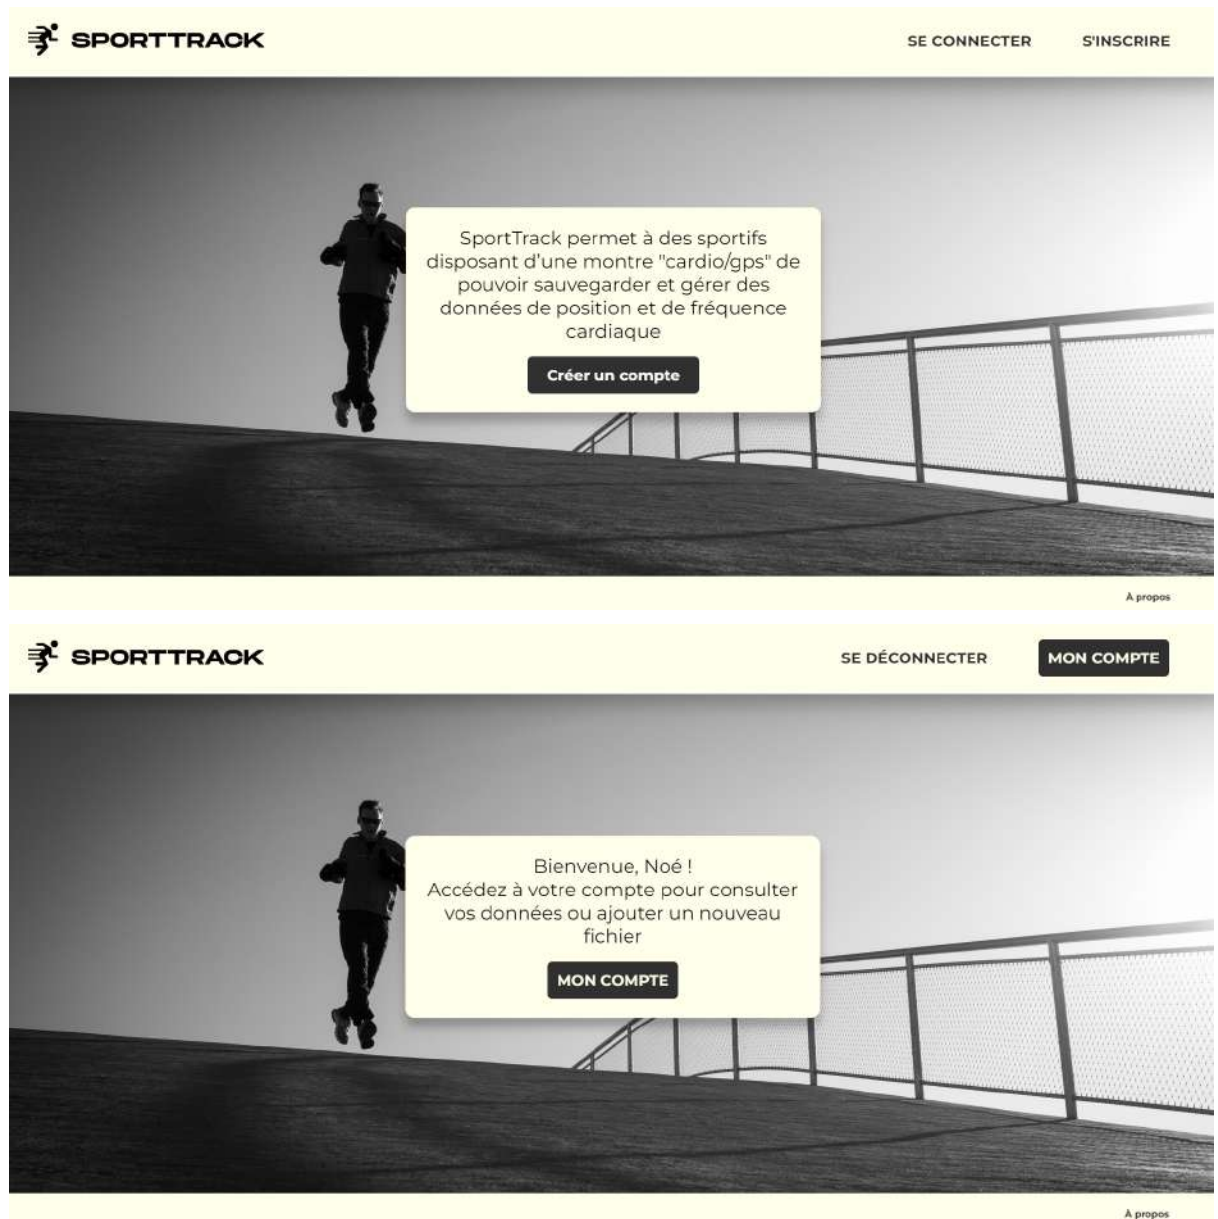 SPORTTRACK
SE CONNECTER
S'INSCRIRE
SportTrack permet à des sportifs
disposant d'une montre "cardio/gps" de
pouvoir sauvegarder et gérer des
données de position et de fréquence
cardiaque
Créer un compte
À propos
SPORTTRACK
SE DÉCONNECTER
MON COMPTE
Bienvenue, Noé !
Accédez à votre compte pour consulter
vos données ou ajouter un nouveau
fichier
MON COMPTE
À propos